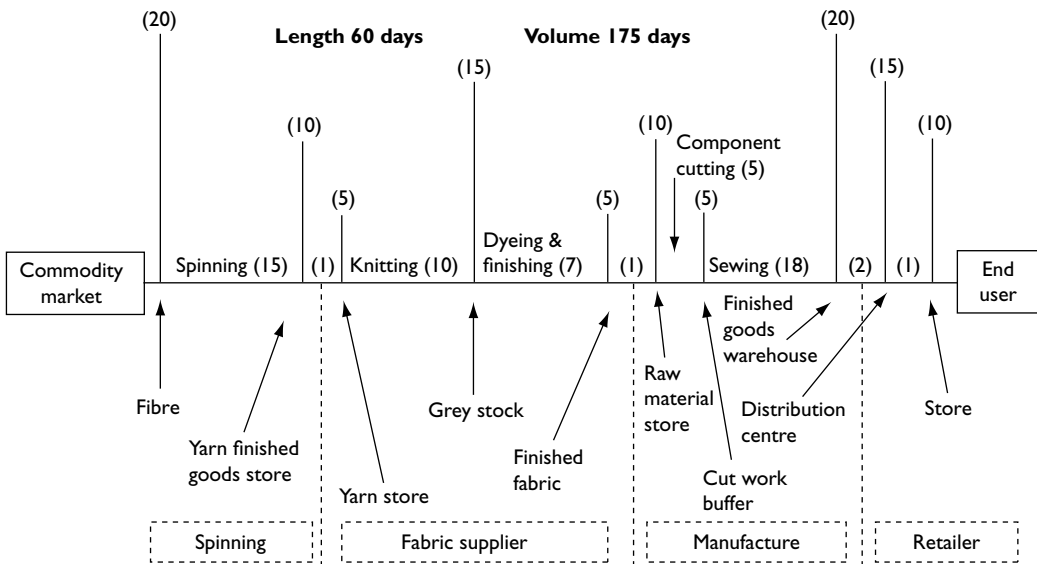 (20)
Length 60 days
Volume 175 days
(20)
(15)
(15)
(10)
(10)
(10)
Component
cutting (5)
(5)
(5)
(5)
Commodity
market
Spinning (15)
(1)
Knitting (10)
Dyeing &
finishing (7)
(1)
Sewing (18)
(2)
(1)
End
user
Fibre
Yarn finished
goods store
Yarn store
Grey stock
Finished
fabric
Raw
material
store
Cut work
buffer
Finished
goods
warehouse
Distribution
centre
Store
Spinning
Fabric supplier
Manufacture
Retailer